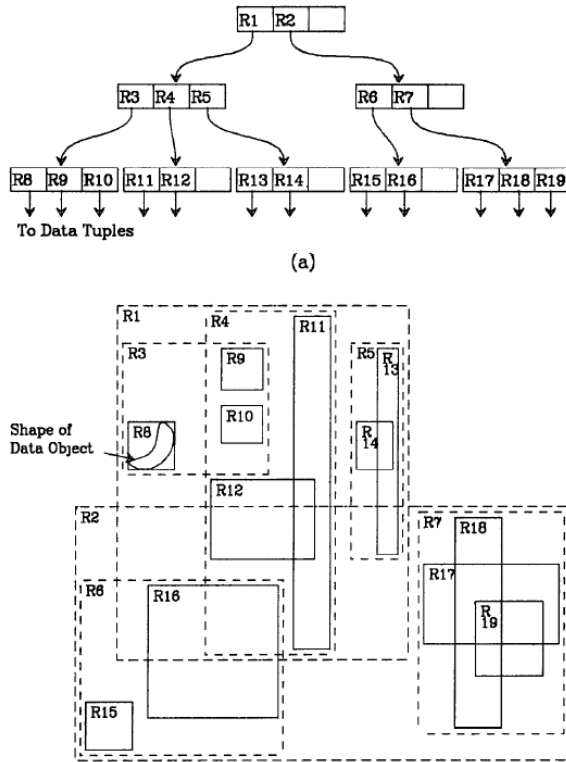 R1 R2
R3 R4 R5
R6 R7
R8 R9 R10 R11 R12 R13 R14 R15 R16 R17 R18 R19
To Data Tuples
(a)
R1
R4
R11
R3
R9
R5
R
13
R10
R8
R
14
Shape of
Data Object
R12
R2
R7
R18
R17
R6
R16
R
19
R15